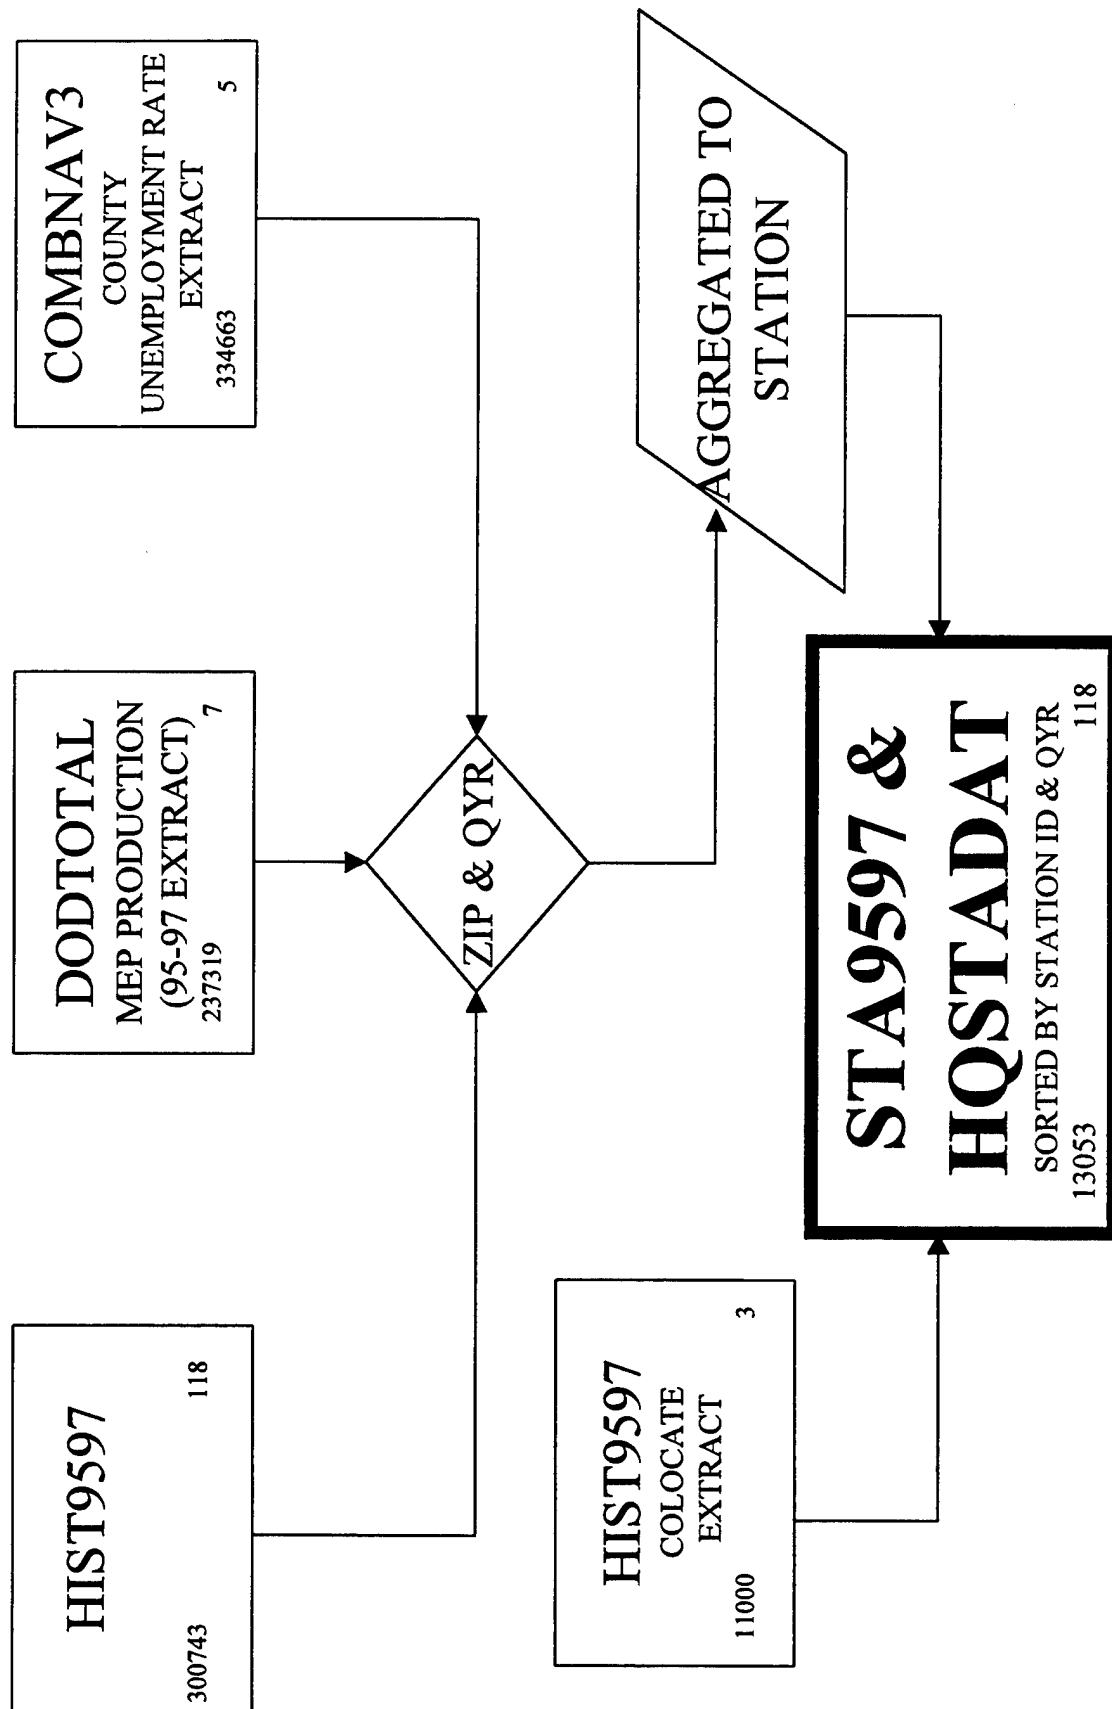 HIST9597
300743 118
DODTOTAL
MEP PRODUCTION
(95-97 EXTRACT)
237319 7
COMBNAV3
COUNTY
UNEMPLOYMENT RATE
EXTRACT
334663 5
ZIP & QYR
HIST9597
COLOCATE
EXTRACT
11000 3
AGGREGATED TO
STATION
STA9597 &
HQSTADAT
SORTED BY STATION ID & QYR
13053 118